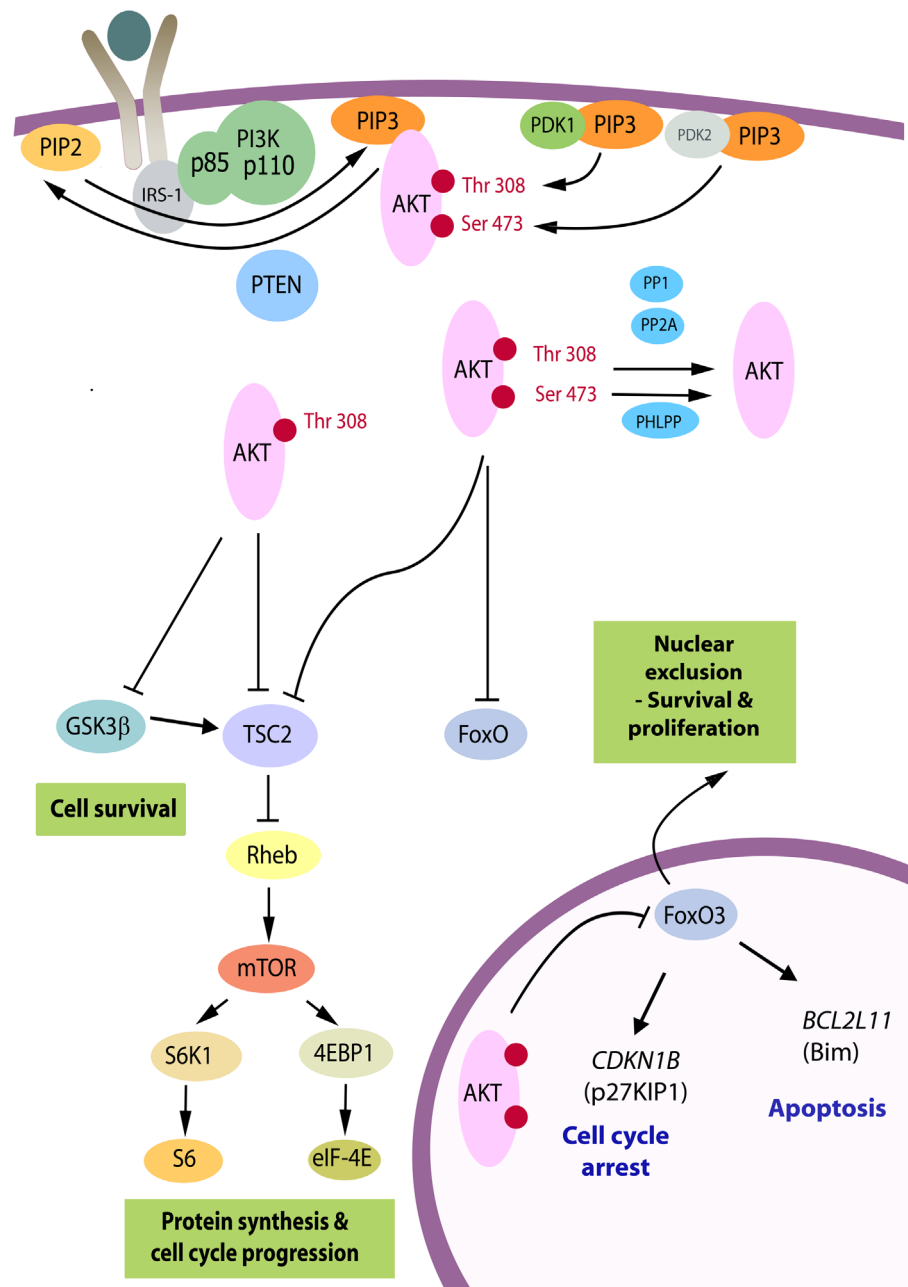 PIP2
IRS-1
p85
PI3K
p110
PIP3
AKT
Thr 308
Ser 473
PDK1
PIP3
PDK2
PIP3
PTEN
AKT
Thr 308
Ser 473
PP1
PP2A
PHLPP
AKT
AKT
Thr 308
GSK3β
TSC2
FoxO
Nuclear
exclusion
- Survival &
proliferation
Cell survival
Rheb
mTOR
S6K1
4EBP1
S6
eIF-4E
Protein synthesis &
cell cycle progression
FoxO3
AKT
CDKN1B
(p27KIP1)
Cell cycle
arrest
BCL2L11
(Bim)
Apoptosis